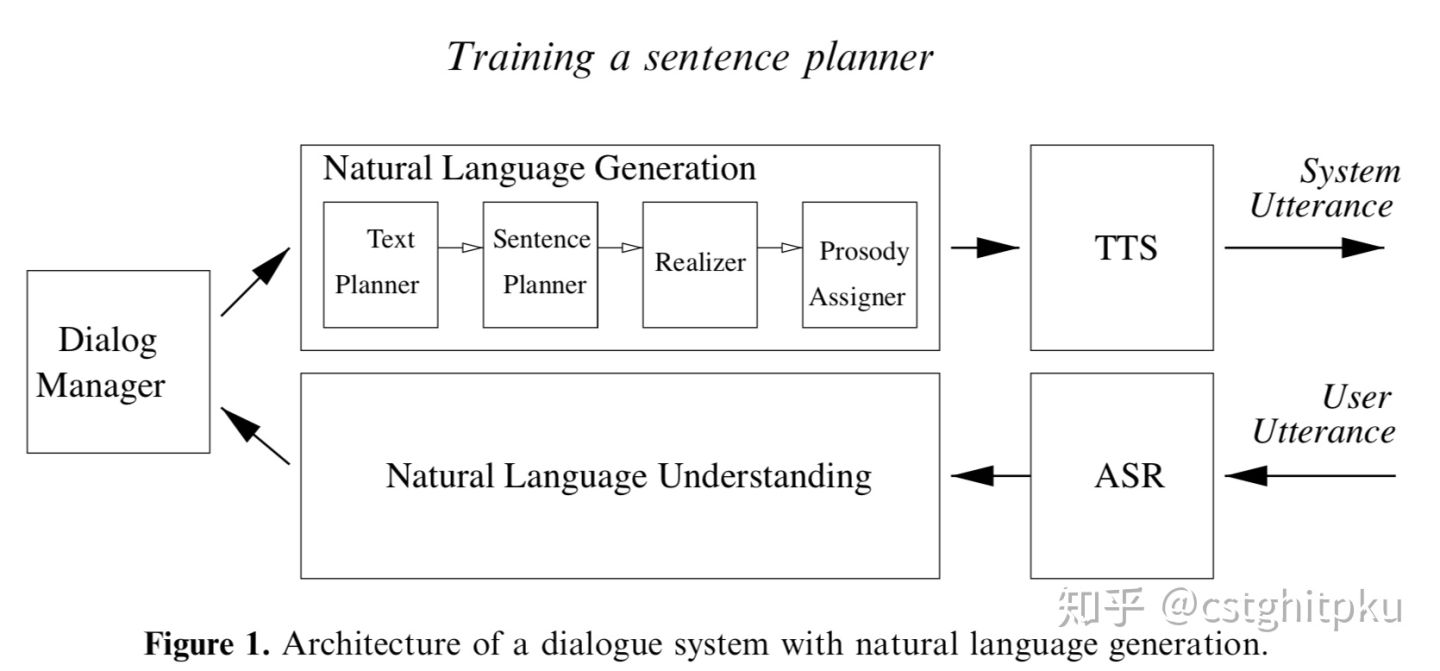 Training a sentence planner
Natural Language Generation
Text
Planner
Sentence
Planner
Realizer
Prosody
Assigner
TTS
System
Utterance
Dialog
Manager
Natural Language Understanding
ASR
User
Utterance
知乎 @cstghitpku
Figure 1. Architecture of a dialogue system with natural language generation.